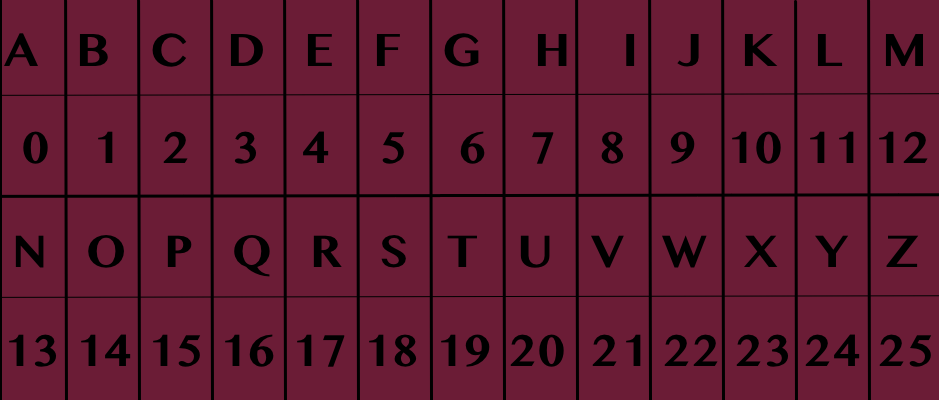 A B C D E F G H I J K L M
0 1 2 3 4 5 6 7 8 9 10 11 12
N O P Q R S T U V W X Y Z
13 14 15 16 17 18 19 20 21 22 23 24 25